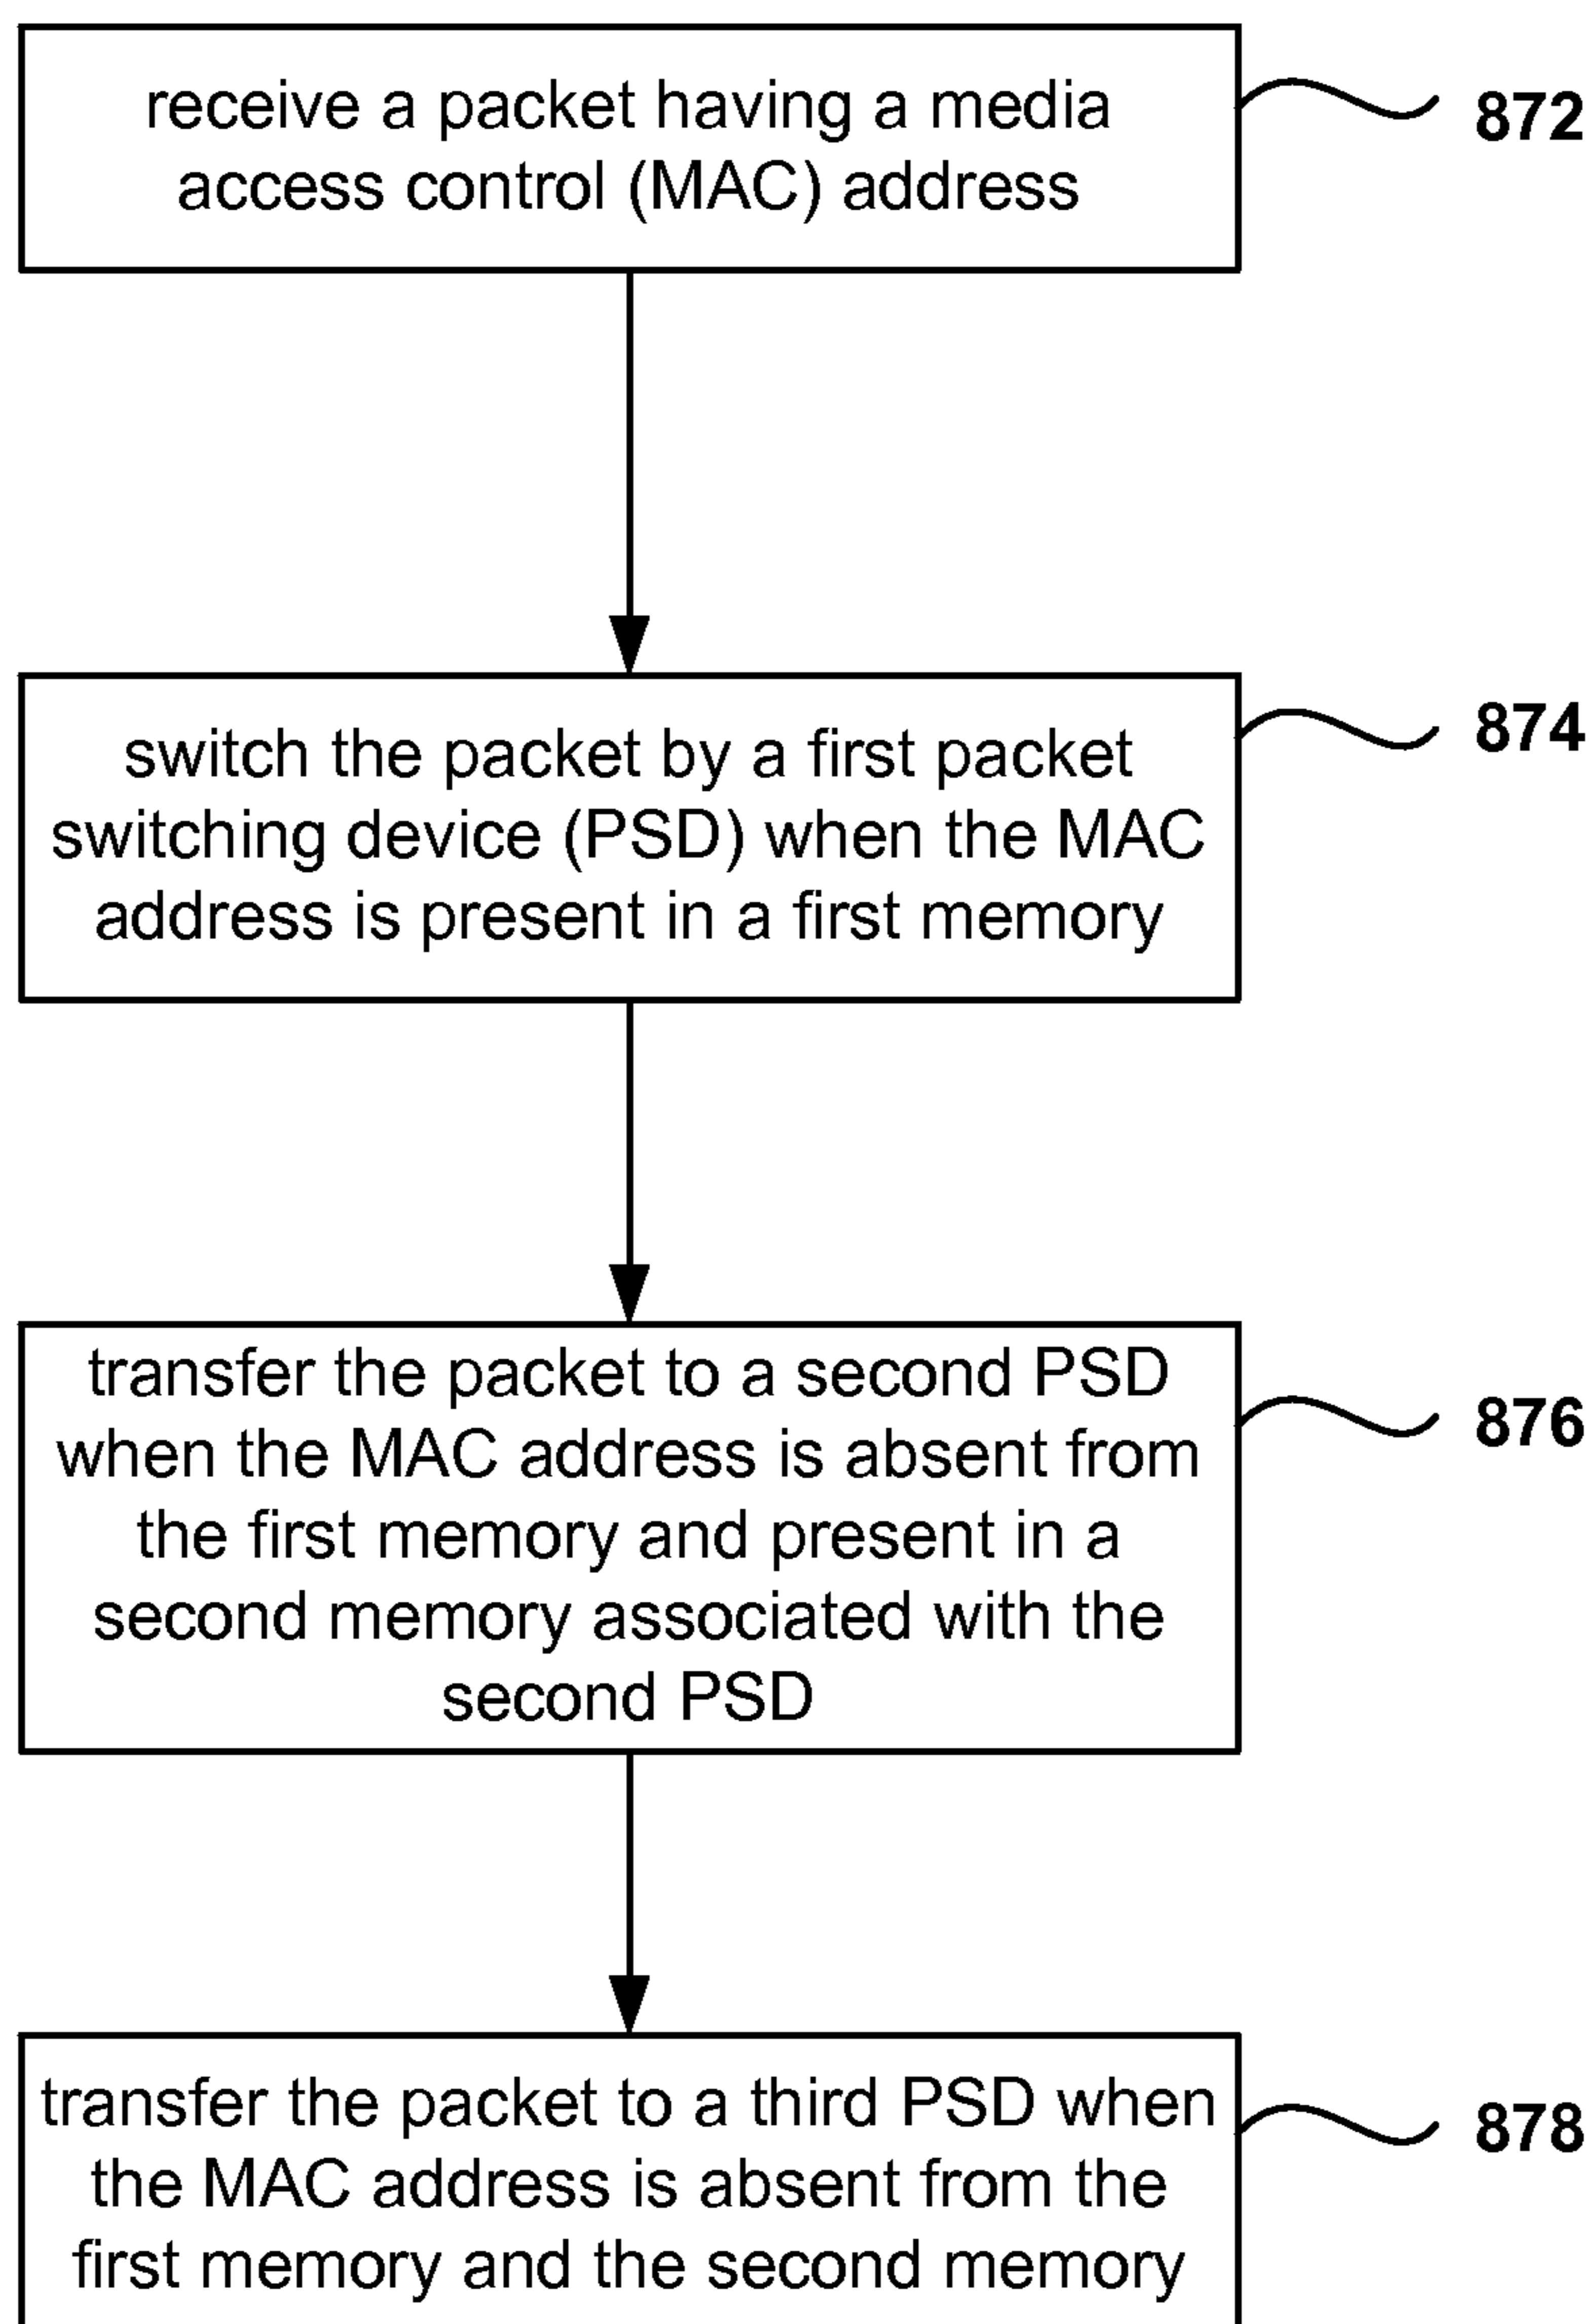 receive a packet having a media
access control (MAC) address
872
switch the packet by a first packet
switching device (PSD) when the MAC
address is present in a first memory
874
transfer the packet to a second PSD
when the MAC address is absent from
the first memory and present in a
second memory associated with the
second PSD
876
transfer the packet to a third PSD when
the MAC address is absent from the
first memory and the second memory
878